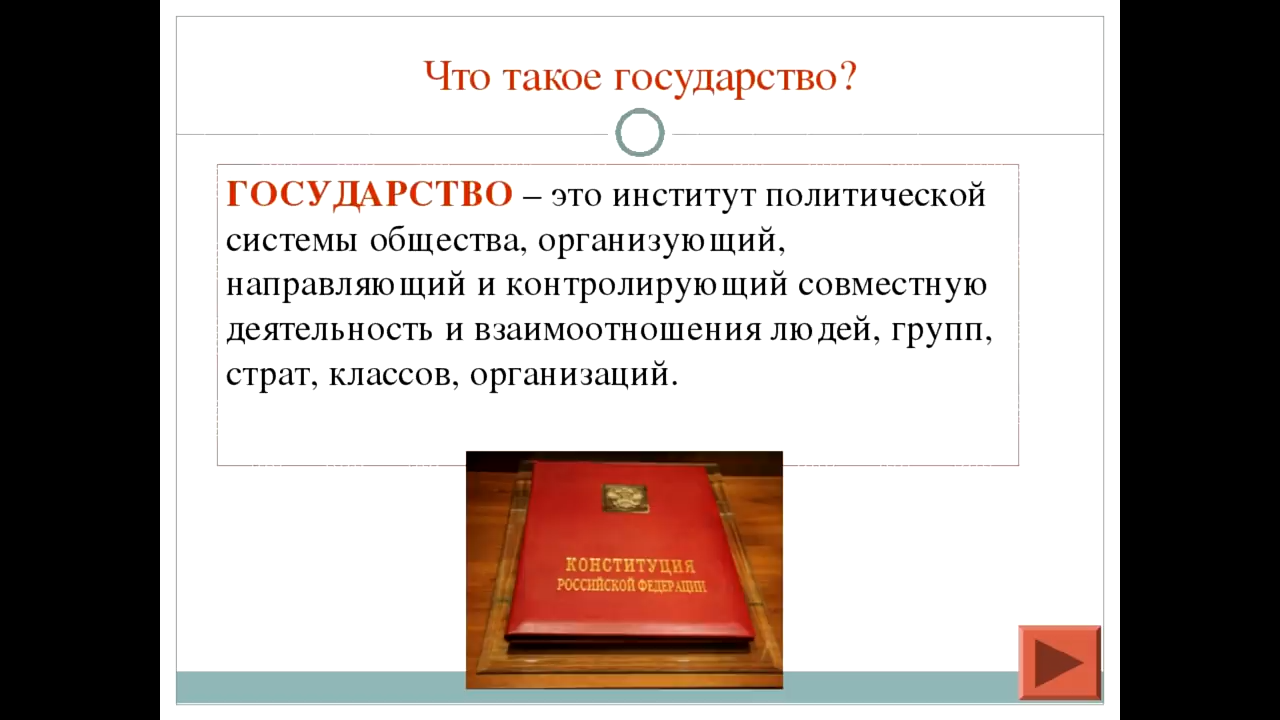 Что такое государство?
ГОСУДАРСТВО – это институт политической
системы общества, организующий,
направляющий и контролирующий совместную
деятельность и взаимоотношения людей, групп,
страт, классов, организаций.
КОНСТИТУЦИЯ
РОССИЙСКОЙ ФЕДЕРАЦИИ